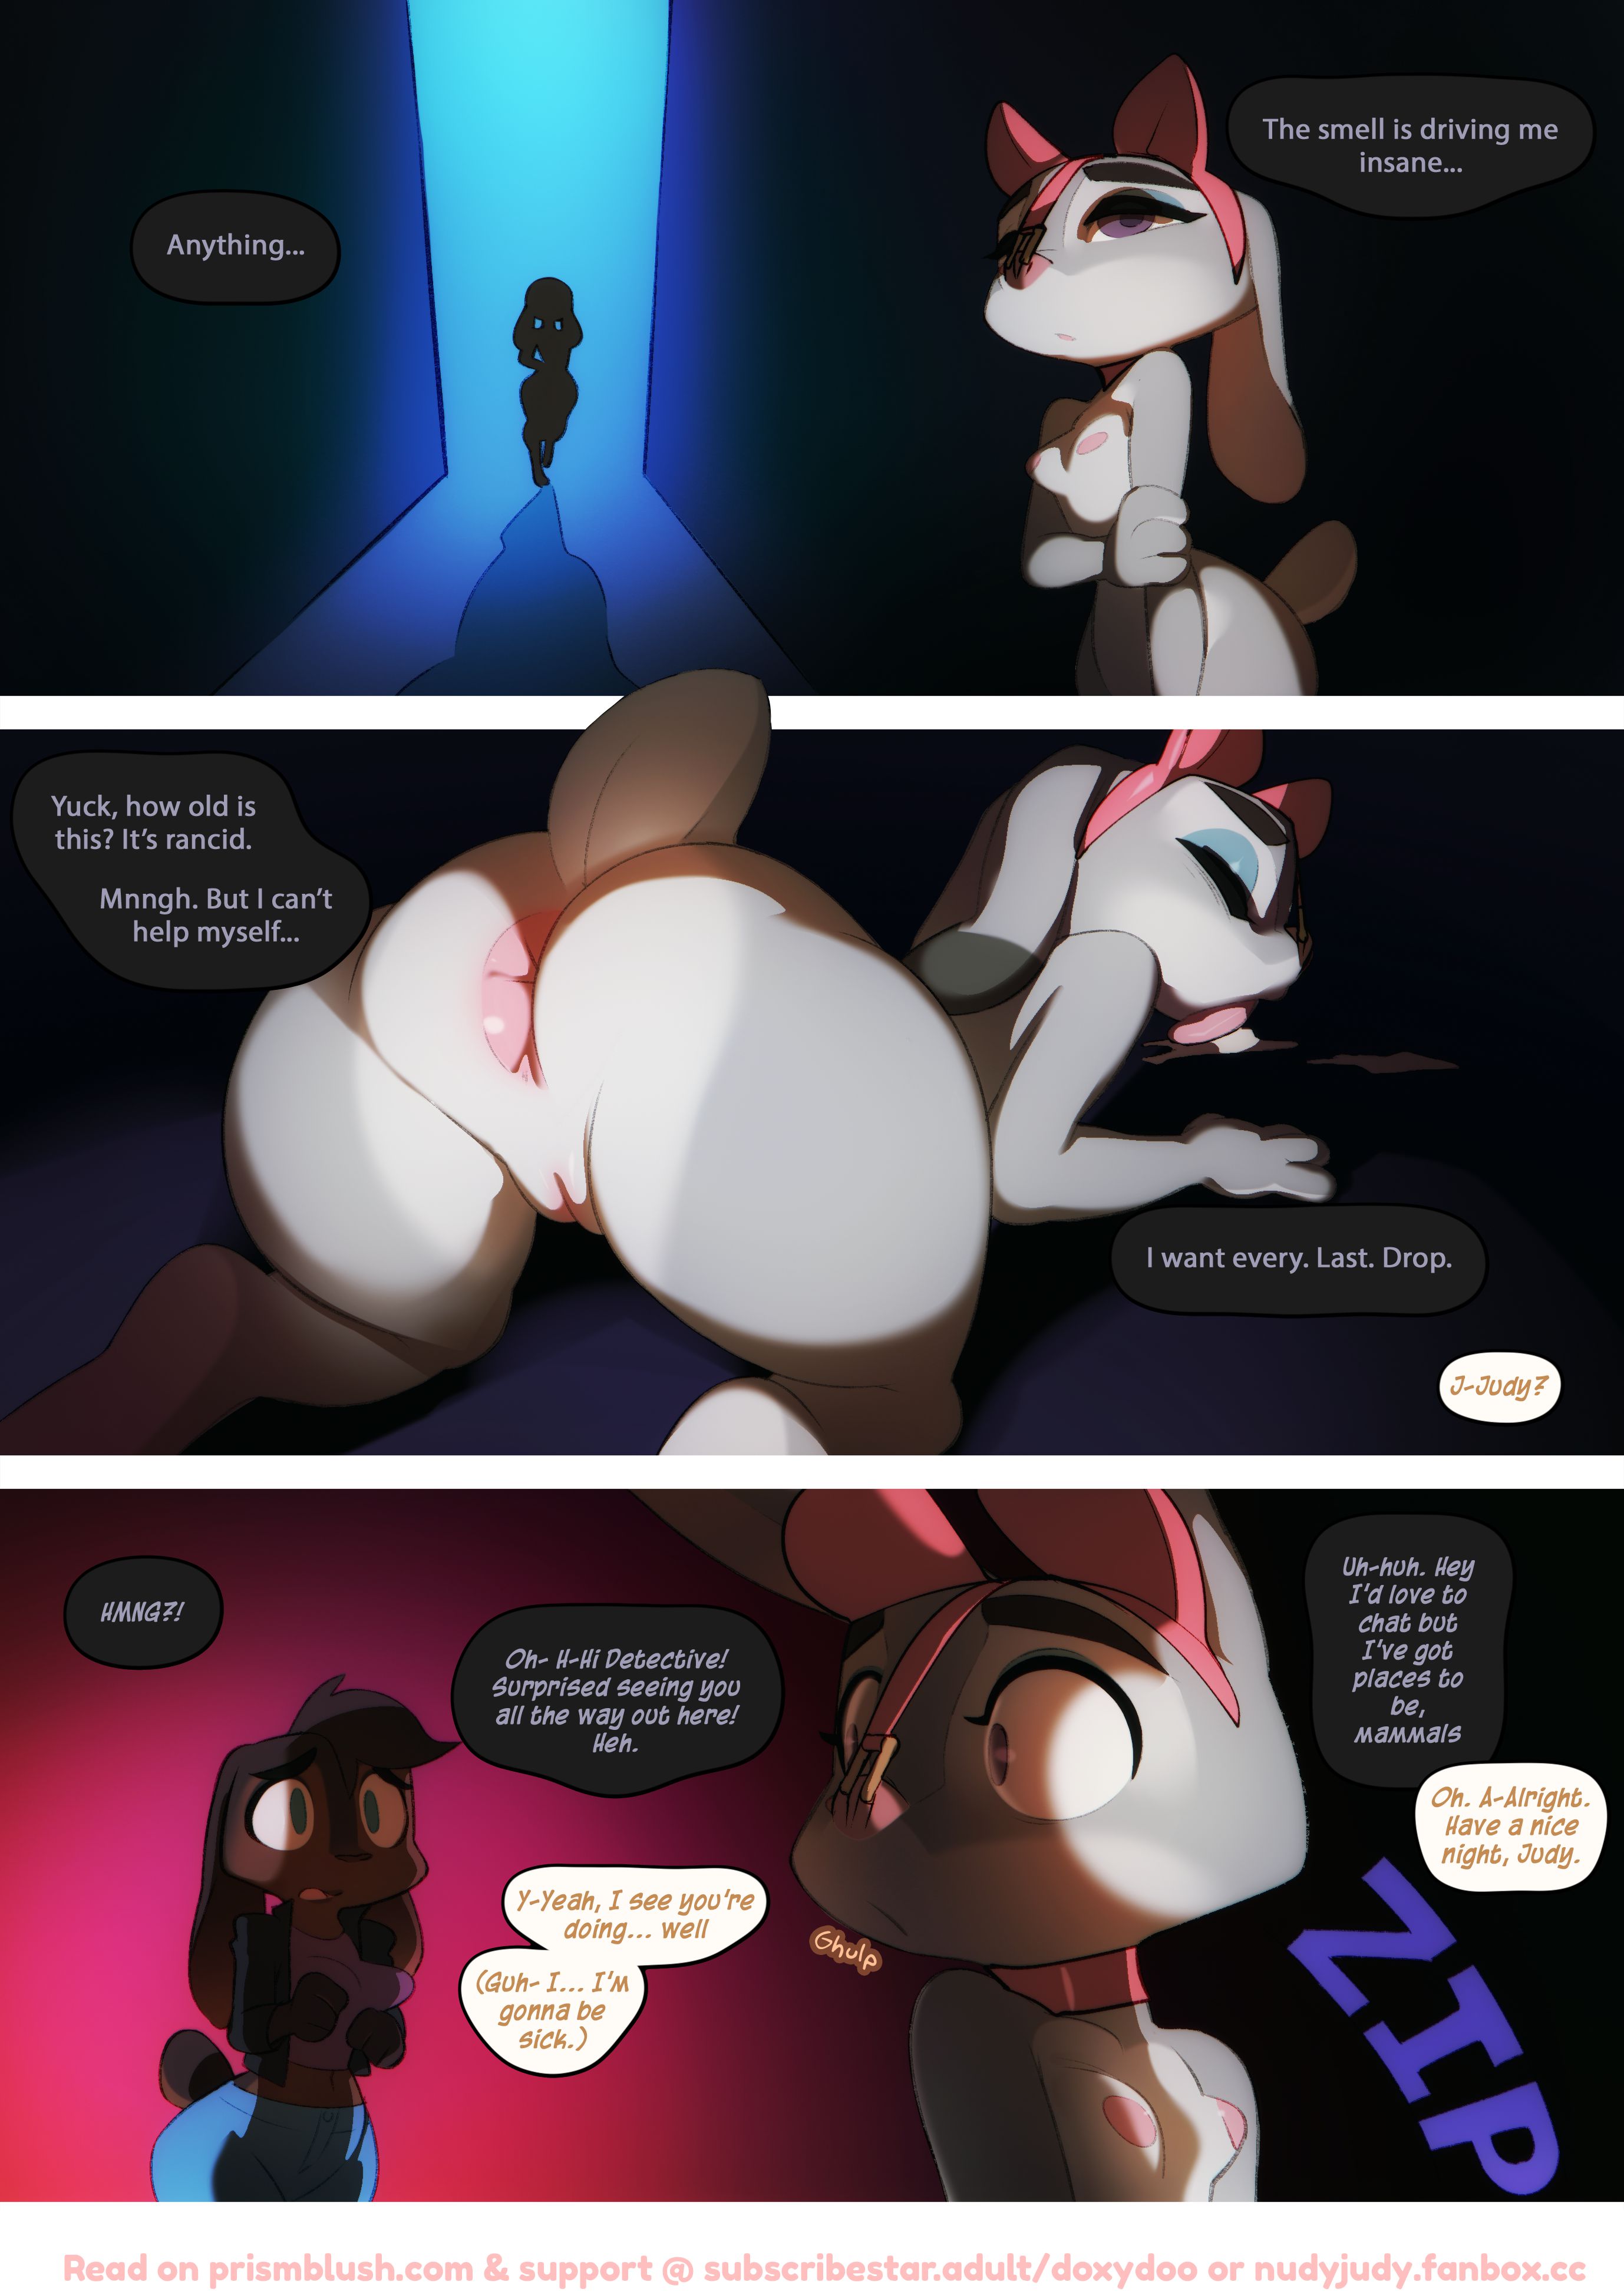 The smell is driving me
insane...
Anything...
Yuck, how old is
this? It's rancid.
Mnngh. But I can't
help myself...
I want every. Last. Drop.
J-Judy?
HMNG?!
Oh- H-Hi Detective!
Surprised seeing you
all the way out here!
Heh.
Y-Yeah, I see you're
doing... well
(Guh- I... I'm
gonna be
sick.)
Ghulp
Uh-huh. Hey
I'd love to
chat but
I've got
places to
be,
mammals
Oh. A-Alright.
Have a nice
night, Judy.
ZIP
Read on prismblush.com & support @ subscribestar.adult/doxydoo or nudyjudy.fanbox.cc